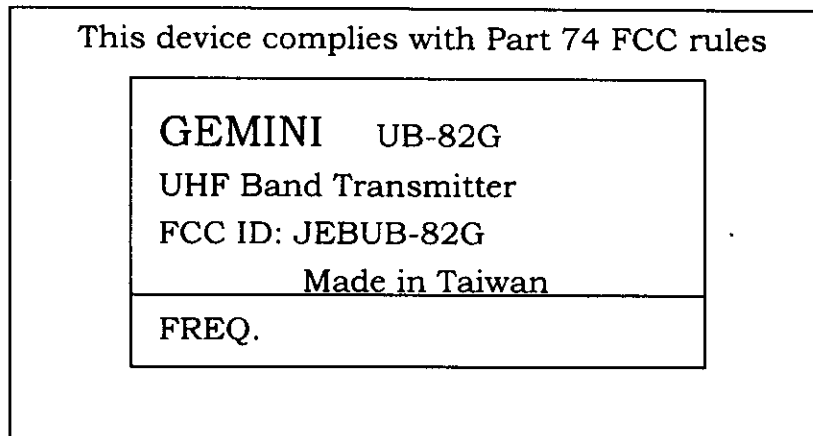 This device complies with Part 74 FCC rules
GEMINI UB-82G
UHF Band Transmitter
FCC ID: JEBUB-82G
Made in Taiwan
FREQ.